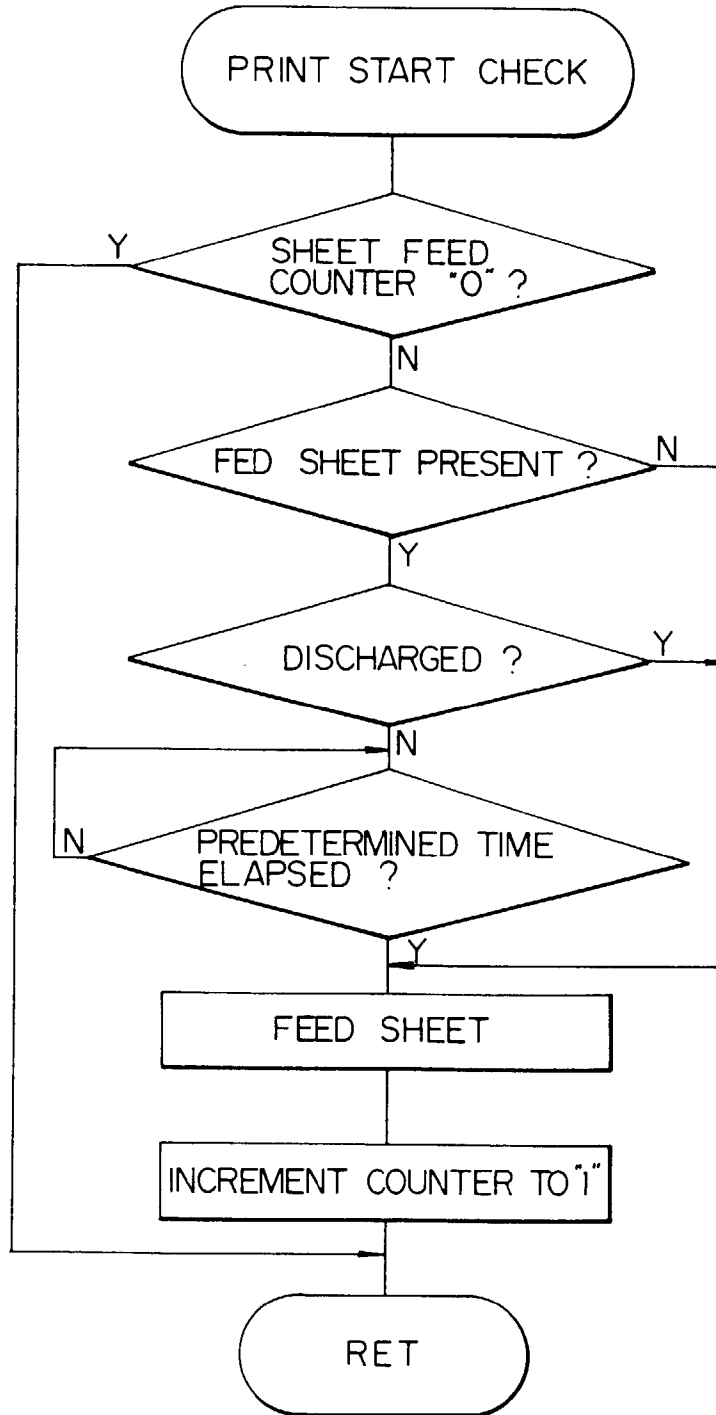 PRINT START CHECK
Y
SHEET FEED
COUNTER "0" ?
N
FED SHEET PRESENT ?
N
Y
DISCHARGED ?
Y
N
N
PREDETERMINED TIME
ELAPSED ?
Y
FEED SHEET
INCREMENT COUNTER TO "1"
RET